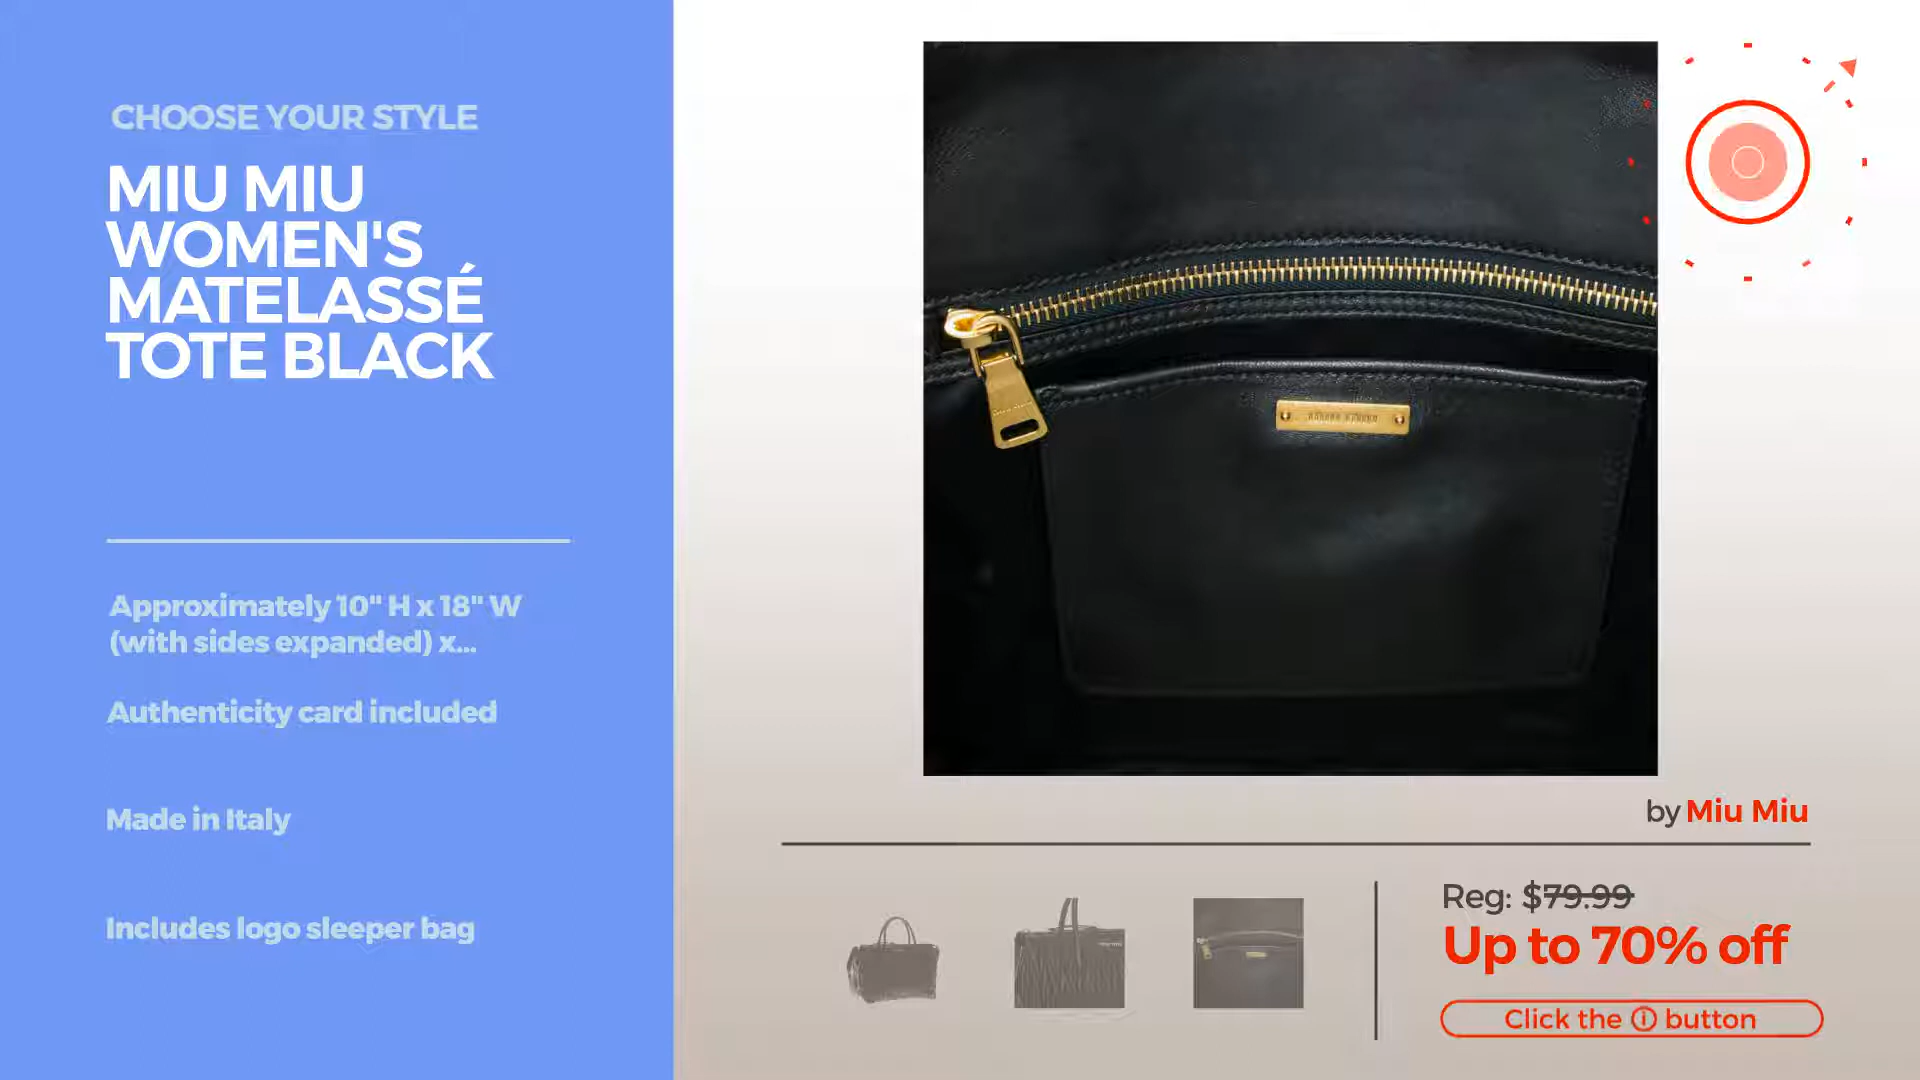 CHOOSE YOUR STYLE
MIU MIU
WOMEN'S
MATELASSÉ
TOTE BLACK
Approximately 10" H x 18" W
(with sides expanded) x...
Authenticity card included
Made in Italy
Includes logo sleeper bag
by Miu Miu
Reg: $79.99
Up to 70% off
Click the ⓘ button